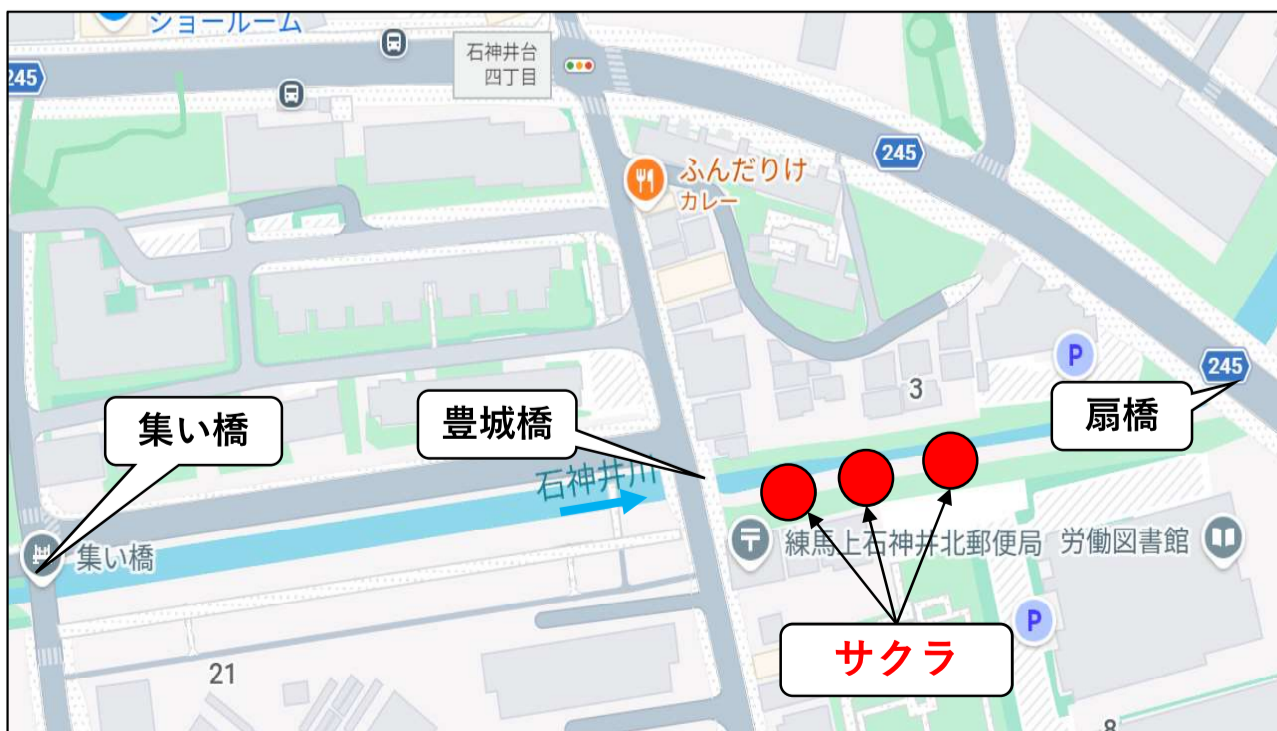 ショールーム
245
石神井台
四丁目
245
ふんだりけ
カレー
P
245
3
集い橋
豊城橋
扇橋
石神井川
集い橋
練馬上石神井北郵便局
労働図書館
P
サクラ
21
8